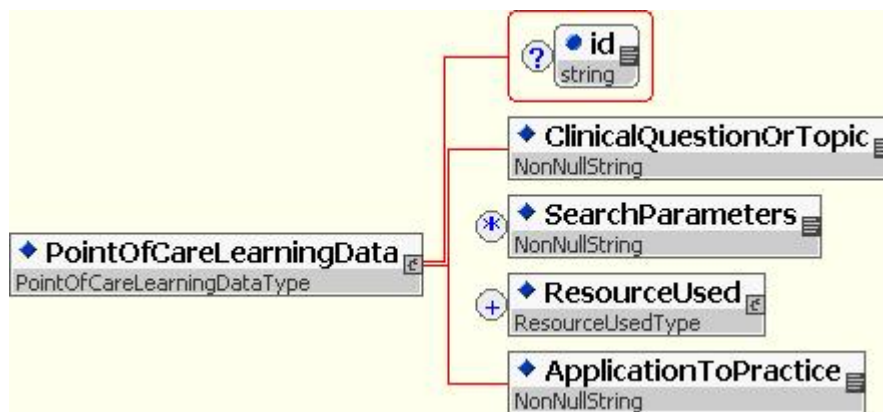 ?
id
string
ClinicalQuestionOrTopic
NonNullString
*
SearchParameters
NonNullString
PointOfCareLearningData
PointOfCareLearningDataType
+
ResourceUsed
ResourceUsedType
ApplicationToPractice
NonNullString